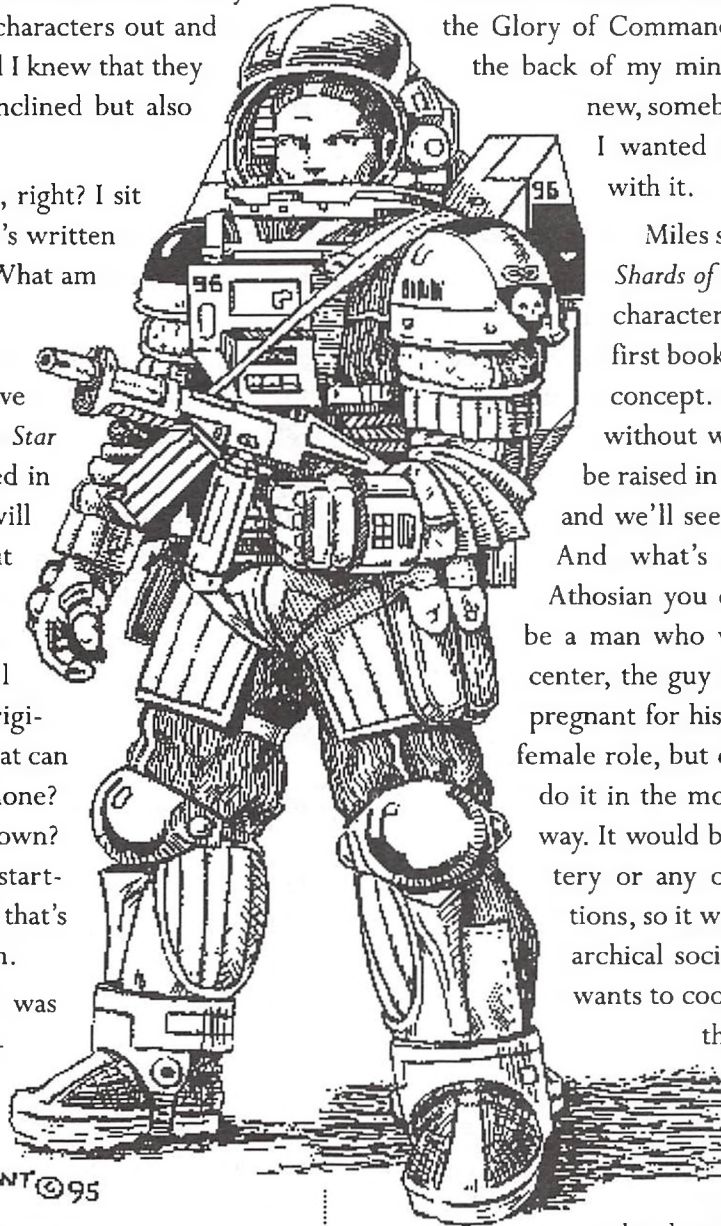 characters out and
I knew that they
nclined but also
, right? I sit
's written
What am
ve
Star
ed in
will
t
l
rigi-
at can
one?
own?
start-
that's
n.
was
96
96
NT©95
the Glory of Comman
the back of my min
new, someb
I wanted
with it.
Miles s
Shards of
character
first book
concept.
without w
be raised in
and we'll see
And what's
Athosian you
be a man who
center, the guy
pregnant for his
female role, but
do it in the mo
way. It would b
tery or any o
tions, so it w
archical soci
wants to coo
th